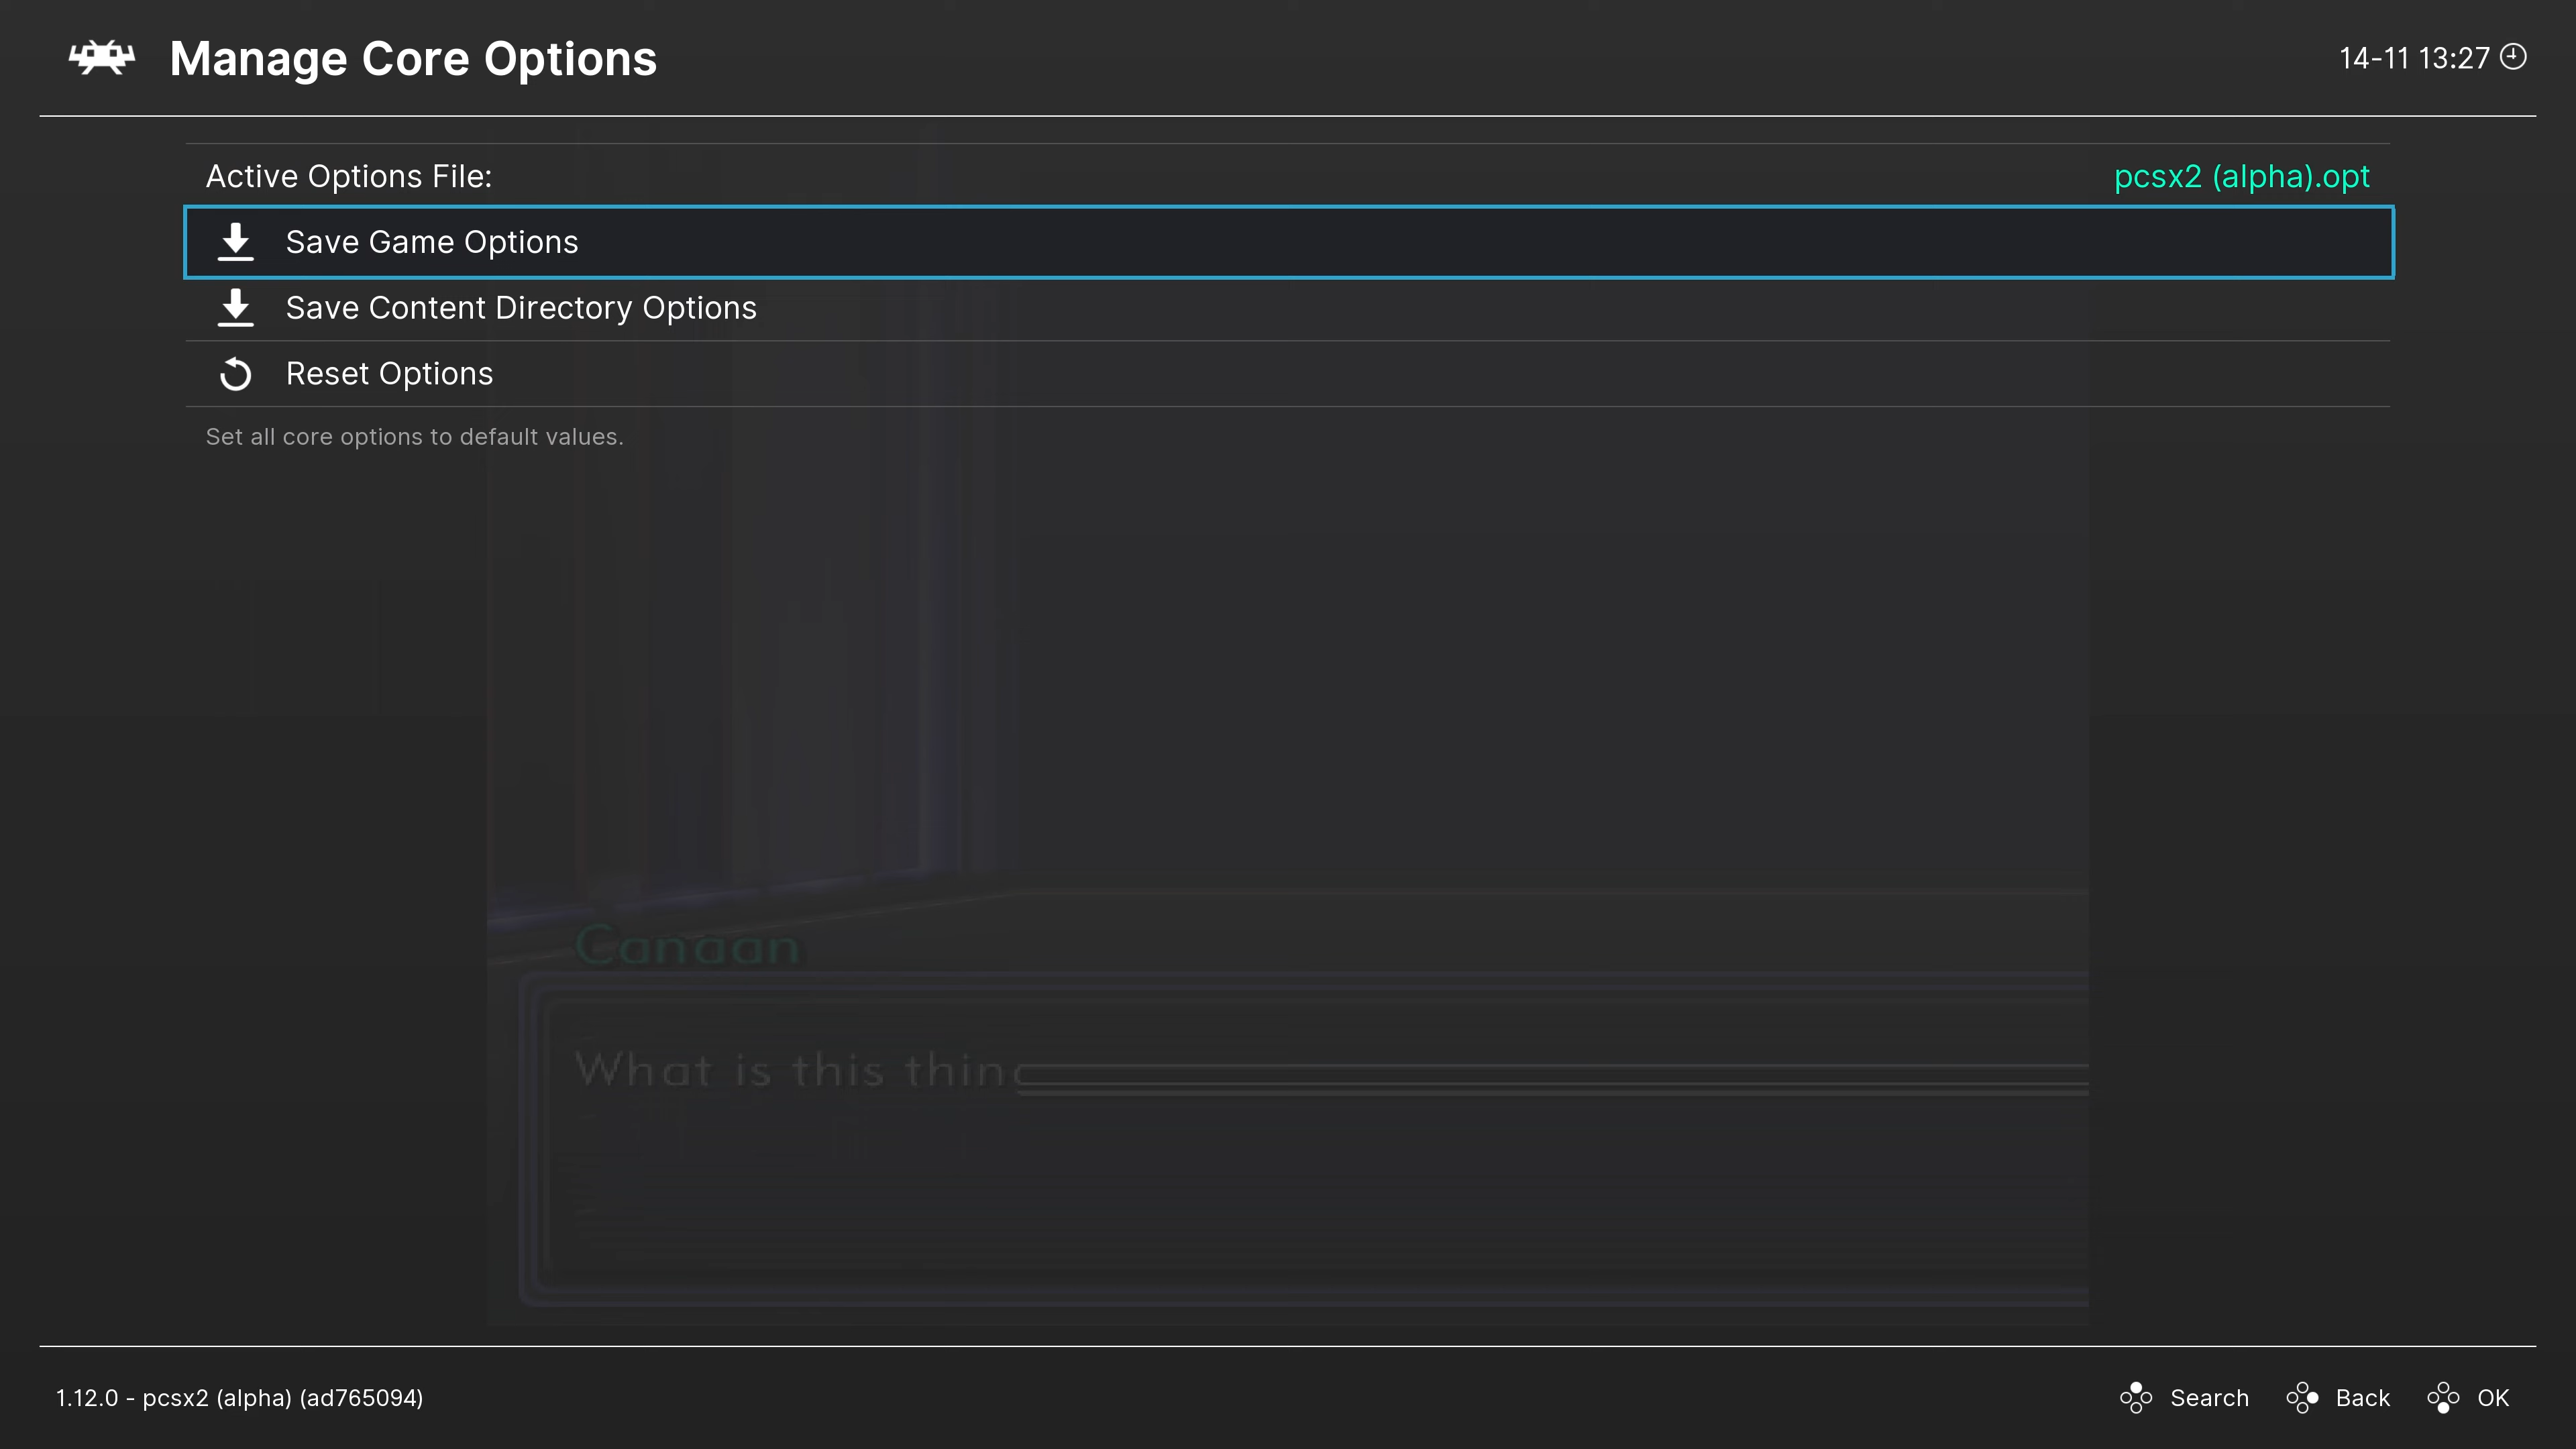 Manage Core Options
14-11 13:27
Active Options File: pcsx2 (alpha).opt
Save Game Options
Save Content Directory Options
Reset Options
Set all core options to default values.
Canaan
What is this thin
1.12.0 - pcsx2 (alpha) (ad765094)
Search Back OK